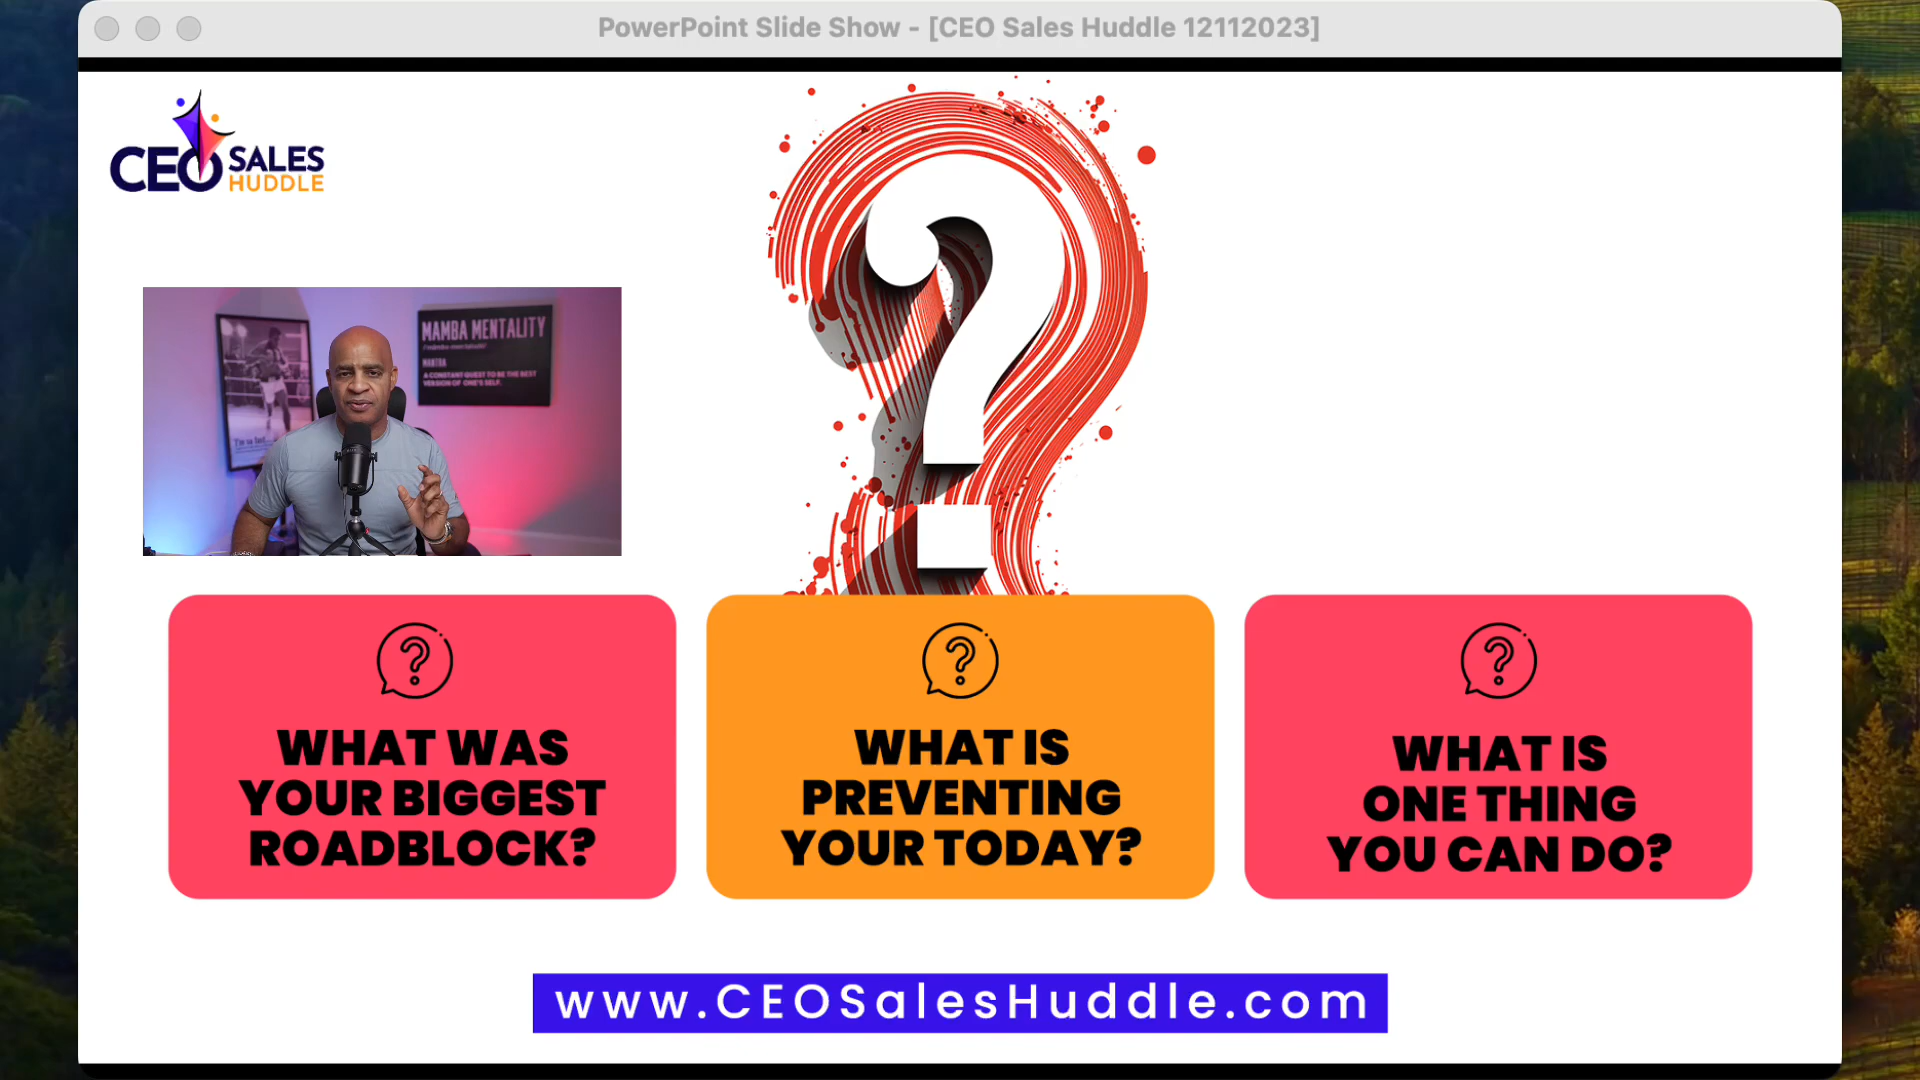 PowerPoint Slide Show - [CEO Sales Huddle 12112023]
CEO SALES
HUDDLE
MAMBA MENTALITY
MANTRA
A CONSTANT QUEST TO BE THE BEST
VERSION OF ONE'S SELF.
?
WHAT WAS
YOUR BIGGEST
ROADBLOCK?
WHAT IS
PREVENTING
YOUR TODAY?
WHAT IS
ONE THING
YOU CAN DO?
www.CEOSalesHuddle.com